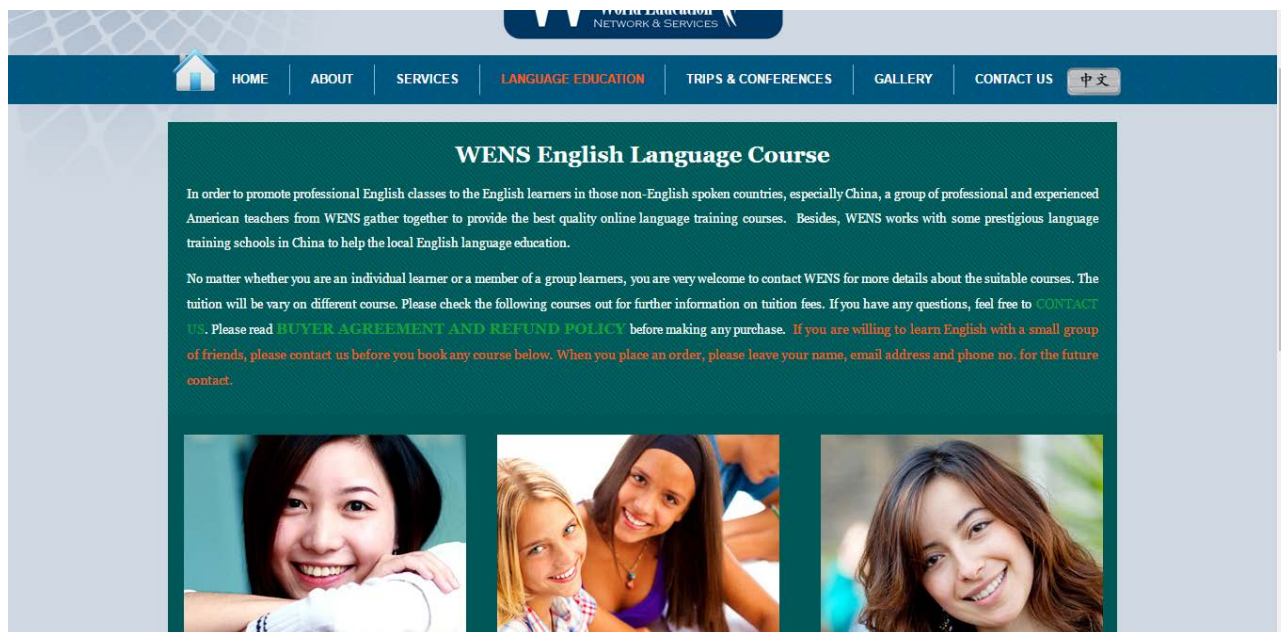 World Education
NETWORK & SERVICES
HOME
ABOUT
SERVICES
LANGUAGE EDUCATION
TRIPS & CONFERENCES
GALLERY
CONTACT US
中文
WENS English Language Course
In order to promote professional English classes to the English learners in those non-English spoken countries, especially China, a group of professional and experienced
American teachers from WENS gather together to provide the best quality online language training courses. Besides, WENS works with some prestigious language
training schools in China to help the local English language education.
No matter whether you are an individual learner or a member of a group learners, you are very welcome to contact WENS for more details about the suitable courses. The
tuition will be vary on different course. Please check the following courses out for further information on tuition fees. If you have any questions, feel free to CONTACT
US. Please read BUYER AGREEMENT AND REFUND POLICY before making any purchase. If you are willing to learn English with a small group
of friends, please contact us before you book any course below. When you place an order, please leave your name, email address and phone no. for the future
contact.